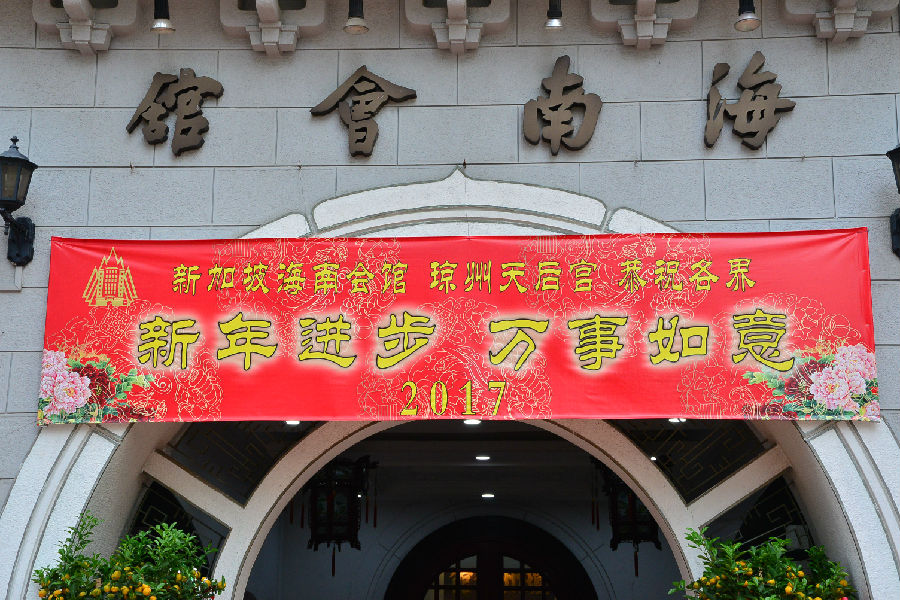 海南會館
新加坡海南会馆 琼州天后宫 恭祝各界
新年进步 万事如意
2017